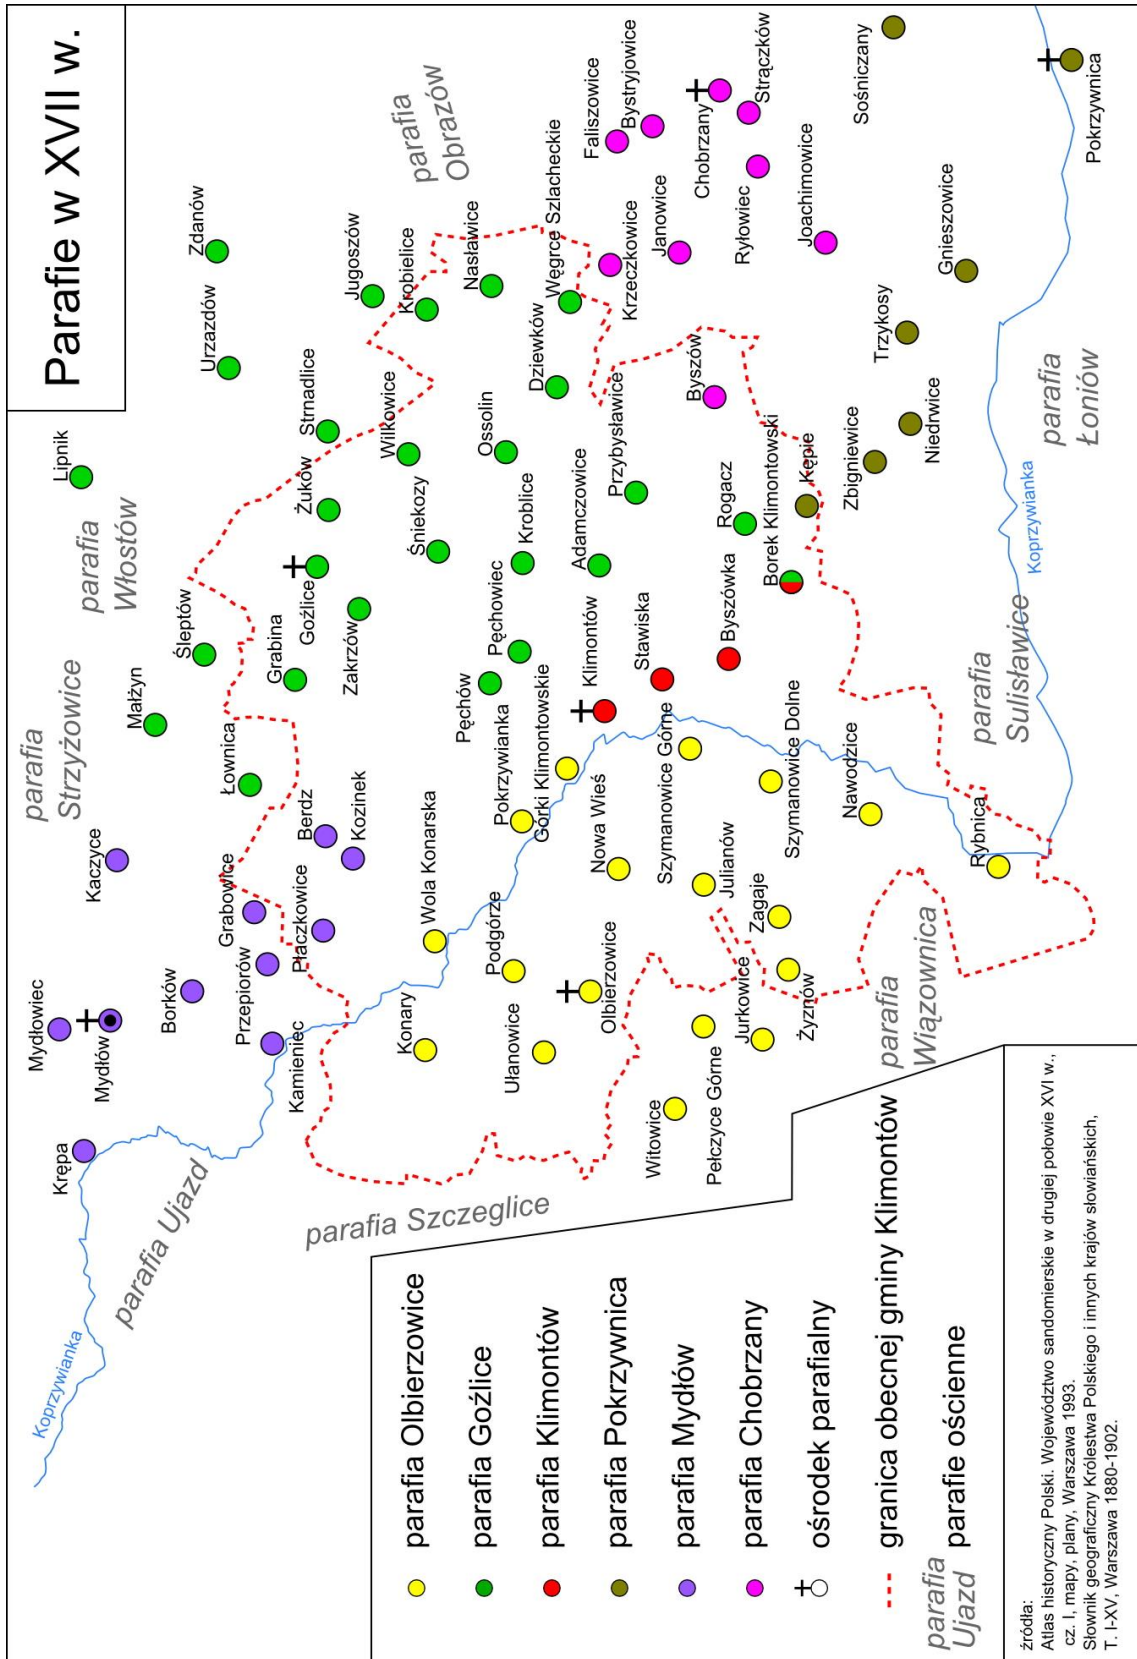 Parafie w XVII w.
Koprzywianka
Krępa
Mydłowiec
Mydłów
Borków
Przepiorów
Kamieniec
Kaczyce
Grabowice
Płaczkowice
Berdz
Kozinek
parafia
Strzyżowice
Małżyn
Łownica
Śleptów
Grabina
Goźlice
Zakrzów
parafia
Włostów
Lipnik
Żuków
Strnadlice
Urzazdów
Zdanów
Jugoszów
Krobielice
Wilkowice
Śniekozy
Nasławice
parafia
Obrazów
parafia Ujazd
parafia Szczeglice
Konary
Wola Konarska
Podgórze
Ułanowice
Olbierzowice
Pokrzywianka
Górki Klimontowskie
Nowa Wieś
Pęchów
Pęchowiec
Kroblice
Ossolin
Dziewków
Węgrce Szlacheckie
Klimontów
Adamczowice
Przybysławice
Stawiska
Byszówka
Rogacz
Borek Klimontowski
Kępie
Byszów
Krzeczkowice
Janowice
Faliszowice
Bystryjowice
Chobrzany
Strączków
Ryłowiec
Joachimowice
Sośniczany
Pokrzywnica
Gnieszowice
Trzykosy
Niedrwice
Zbigniewice
parafia
Łoniów
Koprzywianka
parafia
Sulisławice
Witowice
Pełczyce Górne
Jurkowice
Żyznów
Zagaje
Julianów
Szymanowice Górne
Szymanowice Dolne
Nawodzice
Rybnica
parafia
Wiązownica
parafia Olbierzowice
parafia Goźlice
parafia Klimontów
parafia Pokrzywnica
parafia Mydłów
parafia Chobrzany
ośrodek parafialny
granica obecnej gminy Klimontów
parafia
Ujazd
parafie ościenne
źródła:
Atlas historyczny Polski. Województwo sandomierskie w drugiej połowie XVI w.,
cz. I, mapy, plany, Warszawa 1993.
Słownik geograficzny Królestwa Polskiego i innych krajów słowiańskich,
T. I-XV, Warszawa 1880-1902.